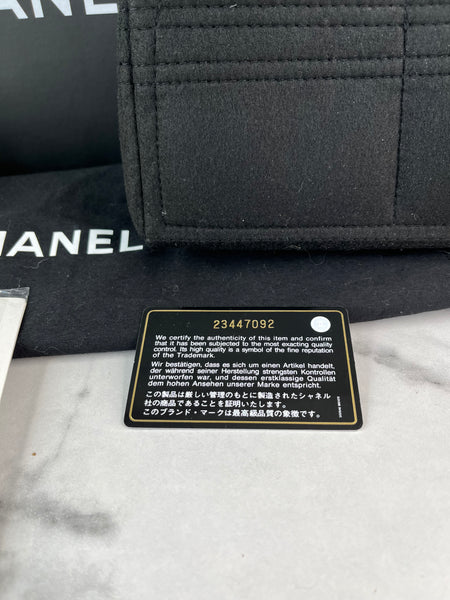 CHANEL
HANEL
23447092
We certify the authenticity of this item and confirm
that it has been subjected to the most exacting quality
control. Its high quality is a symbol of the fine reputation
of the Trademark.
Wir bestätigen, dass es sich um einen Artikel handelt,
der während seiner Herstellung strengsten Kontrollen
unterworfen war, und dessen erstklassige Qualität
dem hohen Ansehen unserer Marke entspricht.
この製品は厳しい管理のもとに製造されたシャネル
社の商品であることを証明いたします。
このブランド・マークは最高級品質の象徴です。